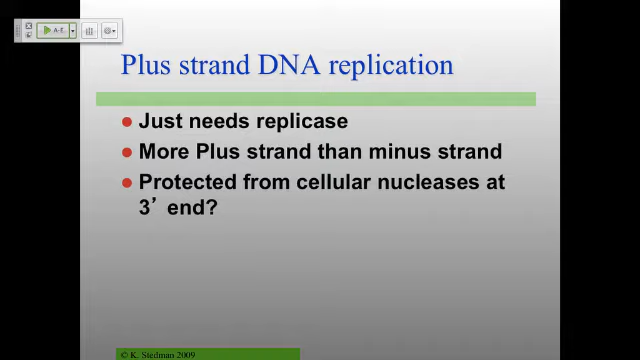 A-E
Plus strand DNA replication
Just needs replicase
More Plus strand than minus strand
Protected from cellular nucleases at
3’ end?
© K. Stedman 2009